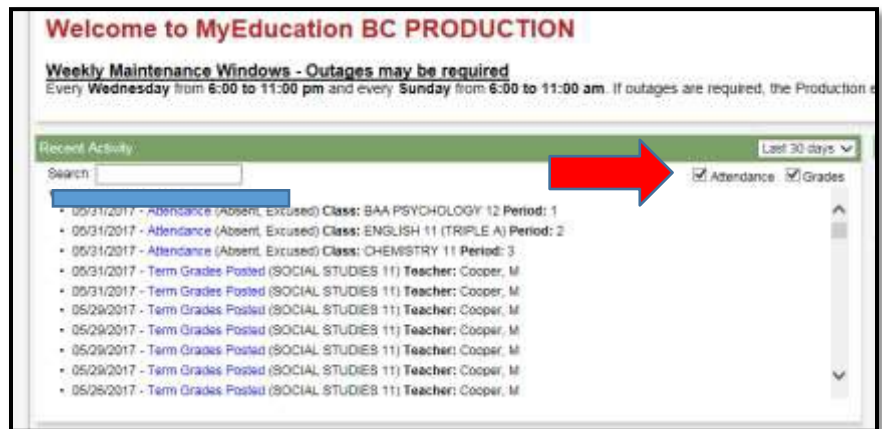 Welcome to MyEducation BC PRODUCTION
Weekly Maintenance Windows - Outages may be required
Every Wednesday from 6:00 to 11:00 pm and every Sunday from 6:00 to 11:00 am. If outages are required, the Production
Recent Activity Last 30 days
Search: Attendance Grades
• 05/31/2017 - Attendance (Absent, Excused) Class: BAA PSYCHOLOGY 12 Period: 1
• 05/31/2017 - Attendance (Absent, Excused) Class: ENGLISH 11 (TRIPLE A) Period: 2
• 05/31/2017 - Attendance (Absent, Excused) Class: CHEMISTRY 11 Period: 3
• 05/31/2017 - Term Grades Posted (SOCIAL STUDIES 11) Teacher: Cooper, M
• 05/31/2017 - Term Grades Posted (SOCIAL STUDIES 11) Teacher: Cooper, M
• 05/29/2017 - Term Grades Posted (SOCIAL STUDIES 11) Teacher: Cooper, M
• 05/29/2017 - Term Grades Posted (SOCIAL STUDIES 11) Teacher: Cooper, M
• 05/29/2017 - Term Grades Posted (SOCIAL STUDIES 11) Teacher: Cooper, M
• 05/29/2017 - Term Grades Posted (SOCIAL STUDIES 11) Teacher: Cooper, M
• 05/26/2017 - Term Grades Posted (SOCIAL STUDIES 11) Teacher: Cooper, M